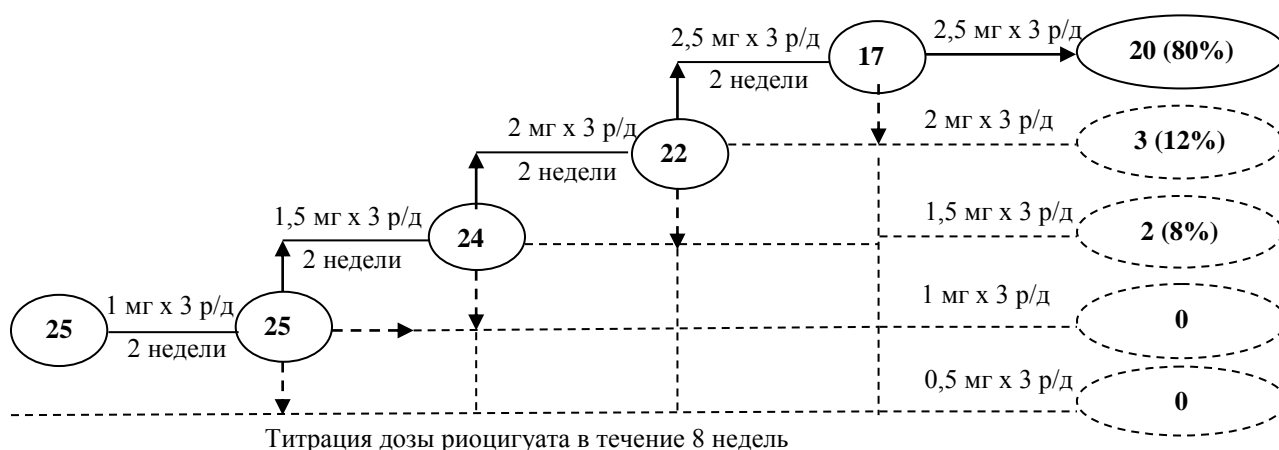 2,5 мг х 3 р/д
2,5 мг х 3 р/д
17
20 (80%)
2 недели
2 мг х 3 р/д
22
2 мг х 3 р/д
3 (12%)
2 недели
1,5 мг х 3 р/д
24
1,5 мг х 3 р/д
2 (8%)
2 недели
1 мг х 3 р/д
25
25
1 мг х 3 р/д
0
2 недели
0,5 мг х 3 р/д
0
Титрация дозы риоцигуата в течение 8 недель